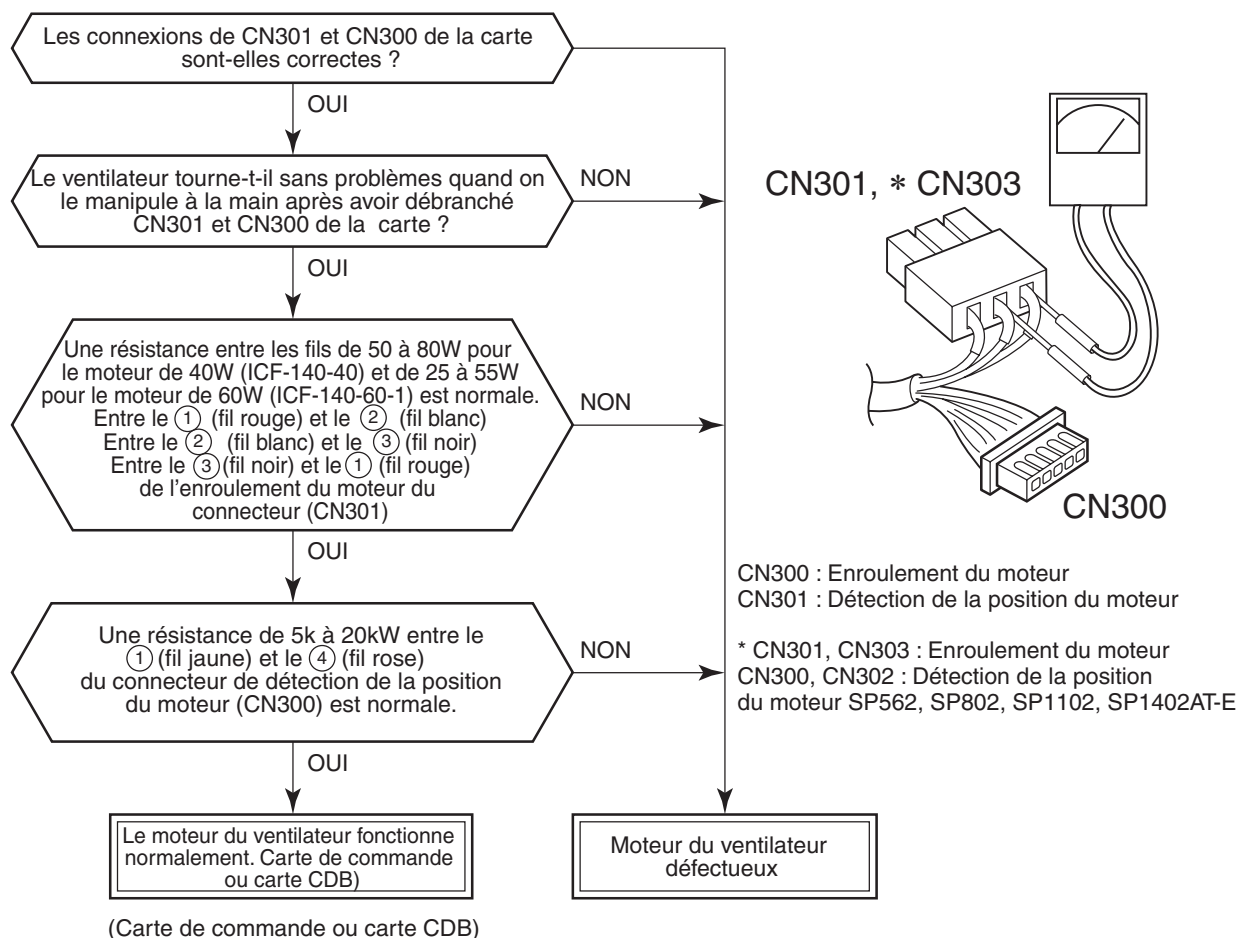 Les connexions de CN301 et CN300 de la carte
sont-elles correctes ?
OUI
Le ventilateur tourne-t-il sans problèmes quand on
le manipule à la main après avoir débranché
CN301 et CN300 de la carte ?
NON
OUI
Une résistance entre les fils de 50 à 80W pour
le moteur de 40W (ICF-140-40) et de 25 à 55W
pour le moteur de 60W (ICF-140-60-1) est normale.
Entre le ① (fil rouge) et le ② (fil blanc)
Entre le ② (fil blanc) et le ③ (fil noir)
Entre le ③ (fil noir) et le ① (fil rouge)
de l'enroulement du moteur du
connecteur (CN301)
NON
OUI
Une résistance de 5k à 20kW entre le
① (fil jaune) et le ④ (fil rose)
du connecteur de détection de la position
du moteur (CN300) est normale.
NON
OUI
Le moteur du ventilateur fonctionne
normalement. Carte de commande
ou carte CDB)
(Carte de commande ou carte CDB)
Moteur du ventilateur
défectueux
CN301, * CN303
CN300
CN300 : Enroulement du moteur
CN301 : Détection de la position du moteur
* CN301, CN303 : Enroulement du moteur
CN300, CN302 : Détection de la position
du moteur SP562, SP802, SP1102, SP1402AT-E